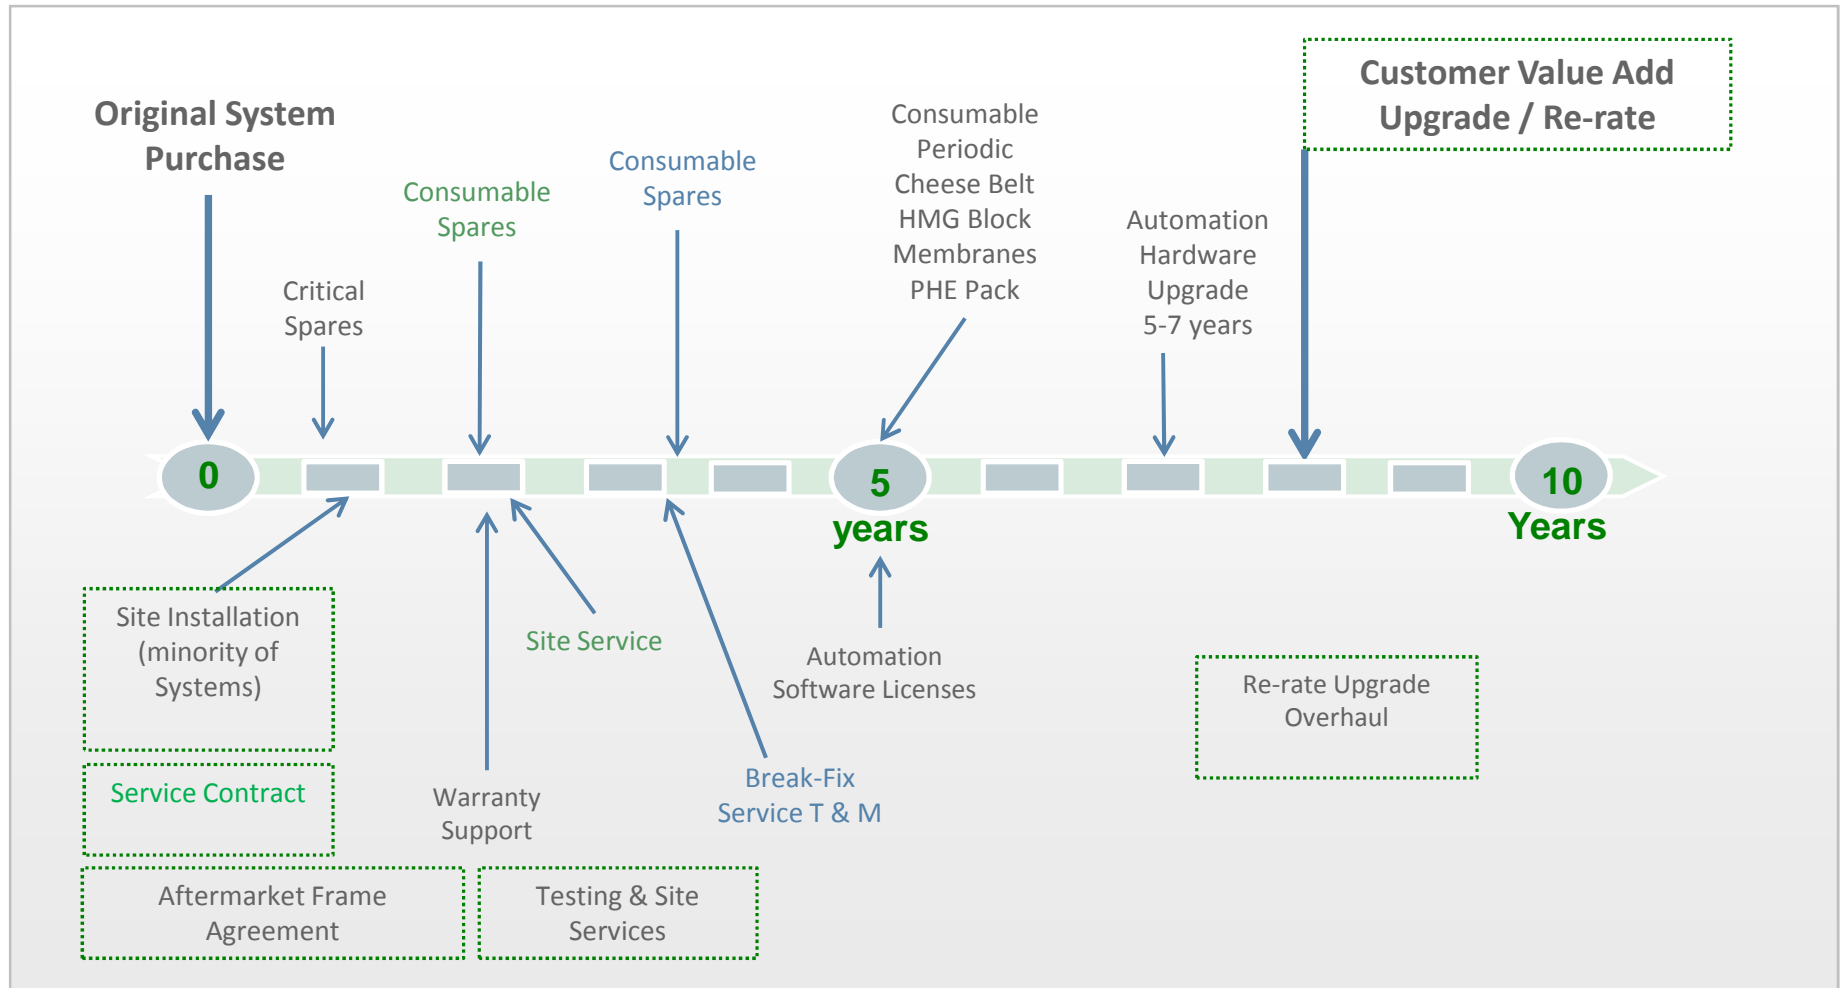 Original System
Purchase
Critical
Spares
Consumable
Spares
Consumable
Spares
Consumable
Periodic
Cheese Belt
HMG Block
Membranes
PHE Pack
Automation
Hardware
Upgrade
5-7 years
Customer Value Add
Upgrade / Re-rate
0
5
years
10
Years
Site Installation
(minority of
Systems)
Service Contract
Aftermarket Frame
Agreement
Warranty
Support
Site Service
Testing & Site
Services
Break-Fix
Service T & M
Automation
Software Licenses
Re-rate Upgrade
Overhaul